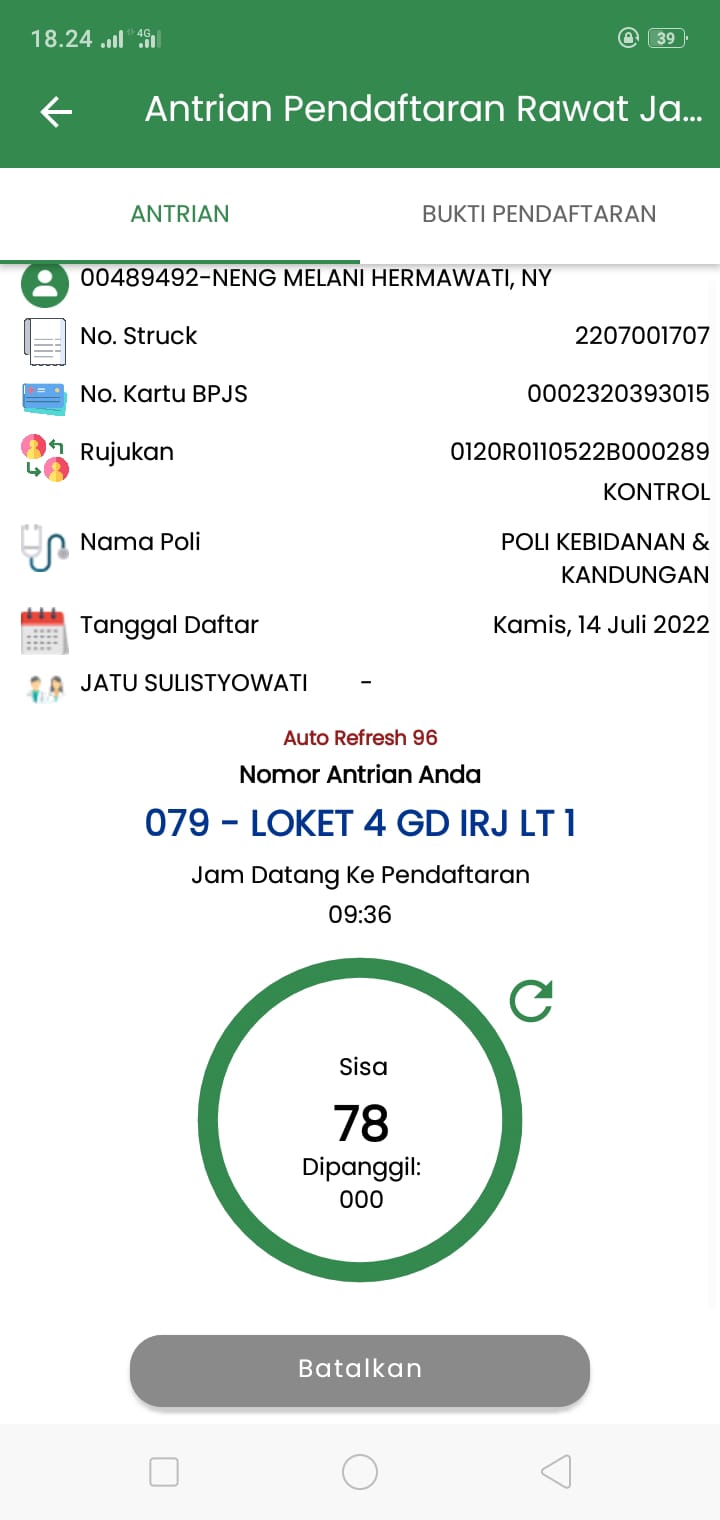 18.24 4G 39
Antrian Pendaftaran Rawat Ja...
ANTRIAN BUKTI PENDAFTARAN
00489492-NENG MELANI HERMAWATI, NY
No. Struck 2207001707
No. Kartu BPJS 0002320393015
Rujukan 0120R0110522B000289
KONTROL
Nama Poli POLI KEBIDANAN &
KANDUNGAN
Tanggal Daftar Kamis, 14 Juli 2022
JATU SULISTYOWATI -
Auto Refresh 96
Nomor Antrian Anda
079 - LOKET 4 GD IRJ LT 1
Jam Datang Ke Pendaftaran
09:36
Sisa
78
Dipanggil:
000
Batalkan